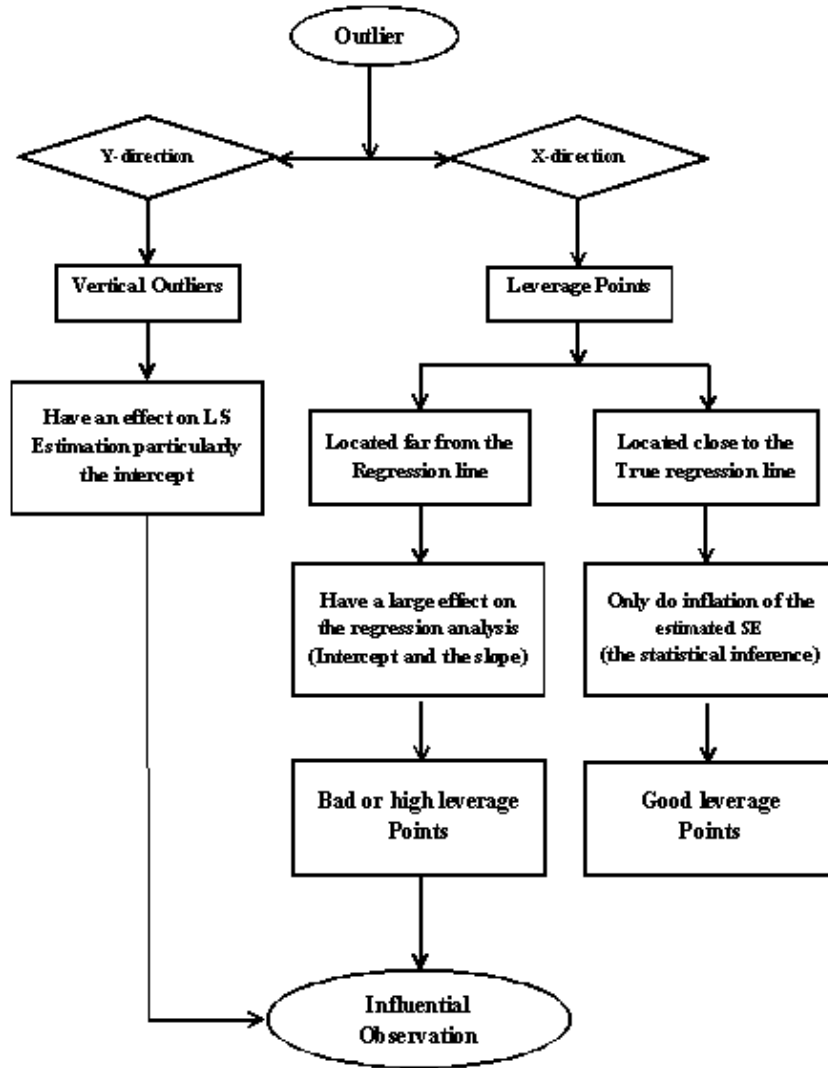 Outlier
Y-direction
X-direction
Vertical Outliers
Leverage Points
Have an effect on LS
Estimation particularly
the intercept
Located far from the
Regression line
Located close to the
True regression line
Have a large effect on
the regression analysis
(Intercept and the slope)
Only do inflation of the
estimated SE
(the statistical inference)
Bad or high leverage
Points
Good leverage
Points
Influential
Observation